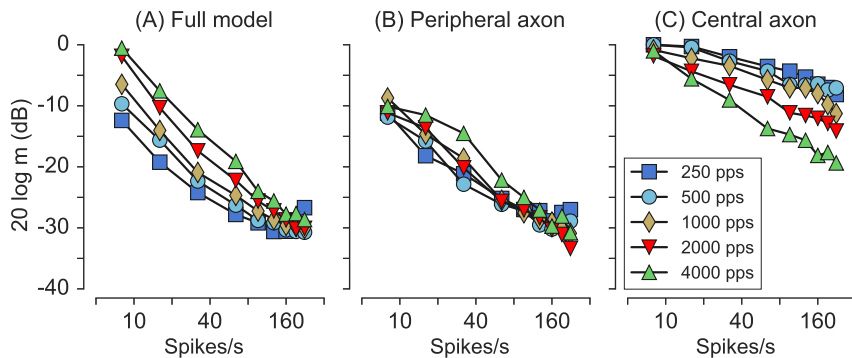 (A) Full model (B) Peripheral axon (C) Central axon
0
-10
-20
-30
-40
20 log m (dB)
250 pps
500 pps
1000 pps
2000 pps
4000 pps
10 40 160 10 40 160 10 40 160
Spikes/s Spikes/s Spikes/s